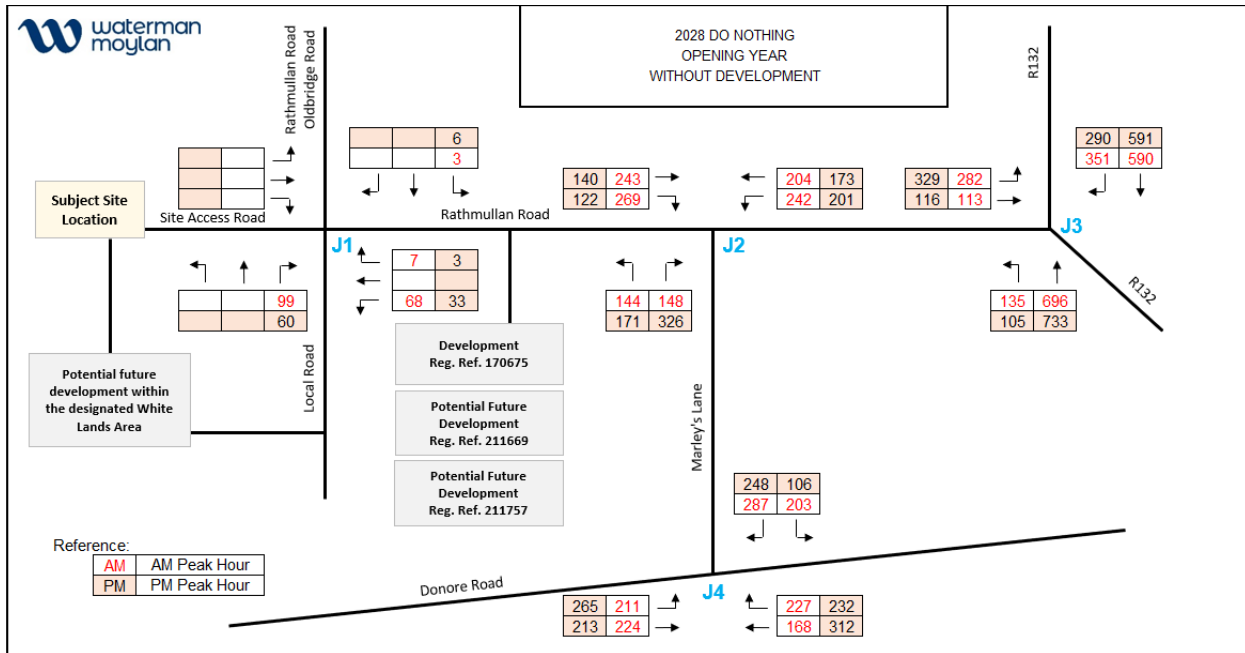 waterman
moylan
2028 DO NOTHING
OPENING YEAR
WITHOUT DEVELOPMENT
Rathmullan Road
Oldbridge Road
R132
6
3
290 591
351 590
140 243
122 269
204 173
242 201
329 282
116 113
Subject Site
Location
Site Access Road
Rathmullan Road
J1
J2
J3
7 3
68 33
99
60
144 148
171 326
135 696
105 733
R132
Local Road
Development
Reg. Ref. 170675
Potential future
development within
the designated White
Lands Area
Potential Future
Development
Reg. Ref. 211669
Marley's Lane
Potential Future
Development
Reg. Ref. 211757
248 106
287 203
Reference:
AM AM Peak Hour
PM PM Peak Hour
Donore Road
J4
265 211
213 224
227 232
168 312